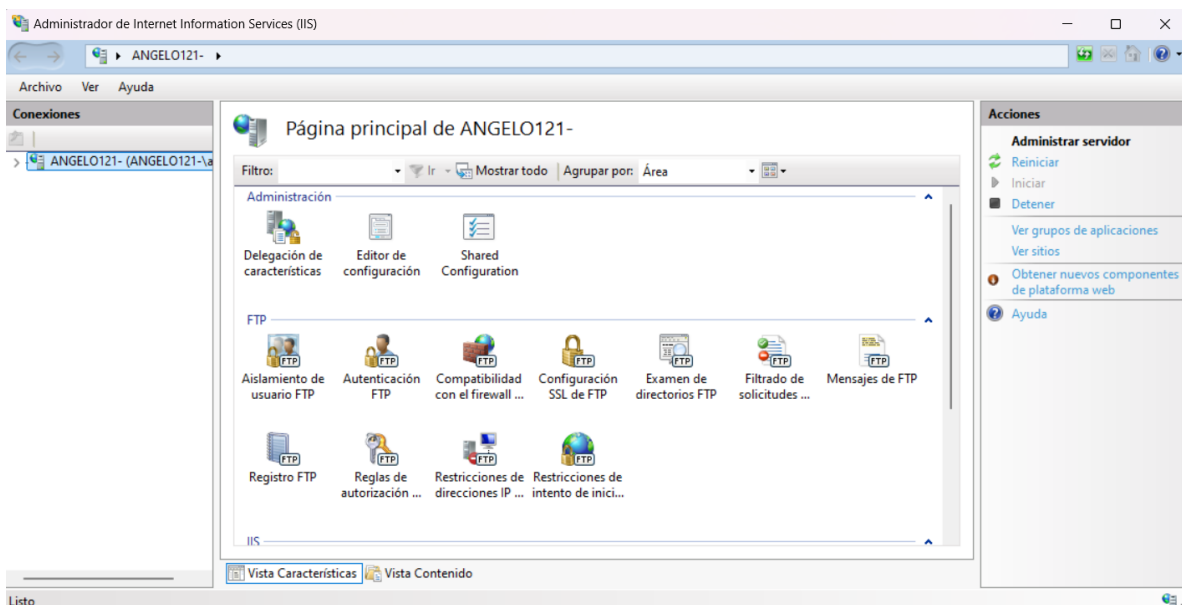 Administrador de Internet Information Services (IIS)
ANGELO121-
Archivo Ver Ayuda
Conexiones
ANGELO121- (ANGELO121-\a
Página principal de ANGELO121-
Filtro: Ir Mostrar todo Agrupar por: Área
Administración
Delegación de características
Editor de configuración
Shared Configuration
FTP
Aislamiento de usuario FTP
Autenticación FTP
Compatibilidad con el firewall ...
Configuración SSL de FTP
Examen de directorios FTP
Filtrado de solicitudes ...
Mensajes de FTP
Registro FTP
Reglas de autorización ...
Restricciones de direcciones IP ...
Restricciones de intento de inici...
IIS
Vista Características Vista Contenido
Acciones
Administrar servidor
Reiniciar
Iniciar
Detener
Ver grupos de aplicaciones
Ver sitios
Obtener nuevos componentes
de plataforma web
Ayuda
Listo